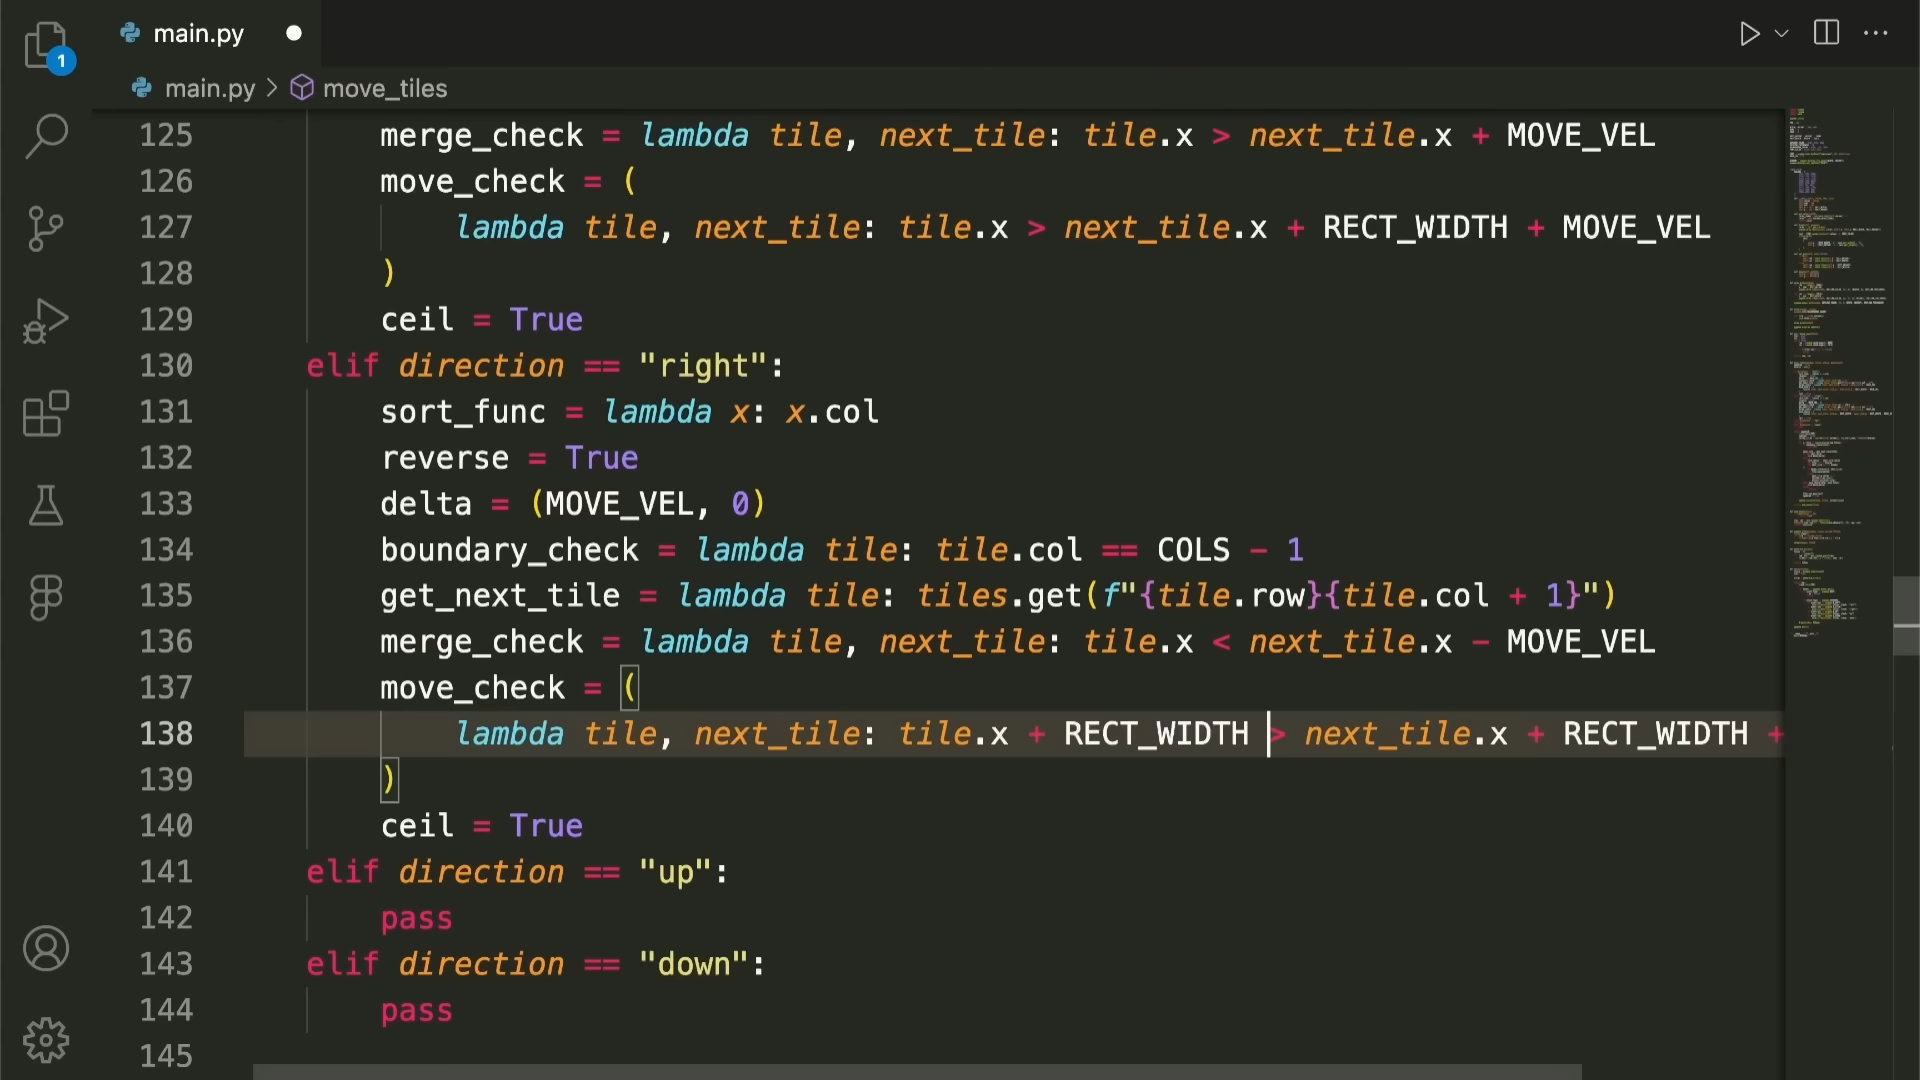 1
main.py
main.py > move_tiles
125 merge_check = lambda tile, next_tile: tile.x > next_tile.x + MOVE_VEL
126 move_check = (
127 lambda tile, next_tile: tile.x > next_tile.x + RECT_WIDTH + MOVE_VEL
128 )
129 ceil = True
130 elif direction == "right":
131 sort_func = lambda x: x.col
132 reverse = True
133 delta = (MOVE_VEL, 0)
134 boundary_check = lambda tile: tile.col == COLS - 1
135 get_next_tile = lambda tile: tiles.get(f"{tile.row}{tile.col + 1}")
136 merge_check = lambda tile, next_tile: tile.x < next_tile.x - MOVE_VEL
137 move_check = (
138 lambda tile, next_tile: tile.x + RECT_WIDTH > next_tile.x + RECT_WIDTH +
139 )
140 ceil = True
141 elif direction == "up":
142 pass
143 elif direction == "down":
144 pass
145